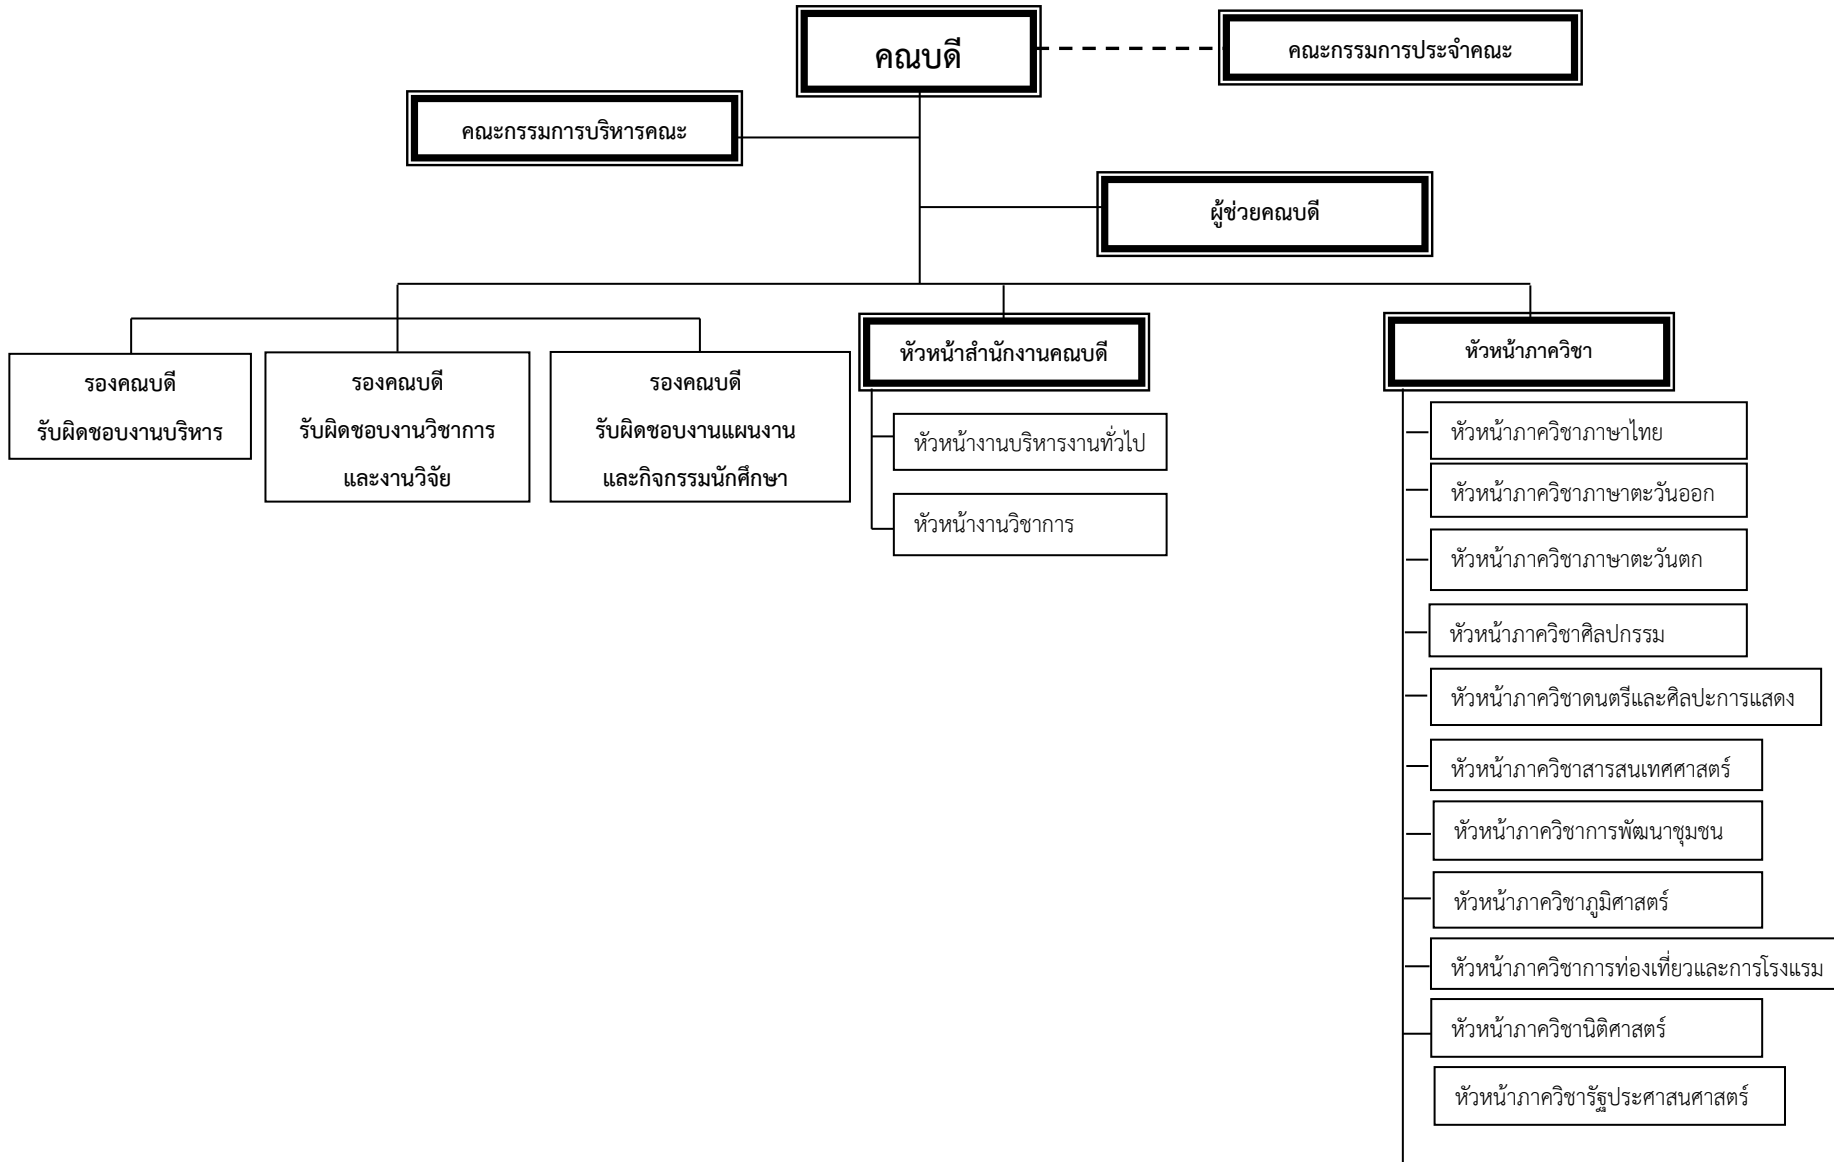 คณบดี
คณะกรรมการประจำคณะ
คณะกรรมการบริหารคณะ
ผู้ช่วยคณบดี
รองคณบดี
รับผิดชอบงานบริหาร
รองคณบดี
รับผิดชอบงานวิชาการ
และงานวิจัย
รองคณบดี
รับผิดชอบงานแผนงาน
และกิจกรรมนักศึกษา
หัวหน้าสำนักงานคณบดี
หัวหน้างานบริหารงานทั่วไป
หัวหน้างานวิชาการ
หัวหน้าภาควิชา
หัวหน้าภาควิชาภาษาไทย
หัวหน้าภาควิชาภาษาตะวันออก
หัวหน้าภาควิชาภาษาตะวันตก
หัวหน้าภาควิชาศิลปกรรม
หัวหน้าภาควิชาดนตรีและศิลปะการแสดง
หัวหน้าภาควิชาสารสนเทศศาสตร์
หัวหน้าภาควิชาการพัฒนาชุมชน
หัวหน้าภาควิชาภูมิศาสตร์
หัวหน้าภาควิชาการท่องเที่ยวและการโรงแรม
หัวหน้าภาควิชานิติศาสตร์
หัวหน้าภาควิชารัฐประศาสนศาสตร์